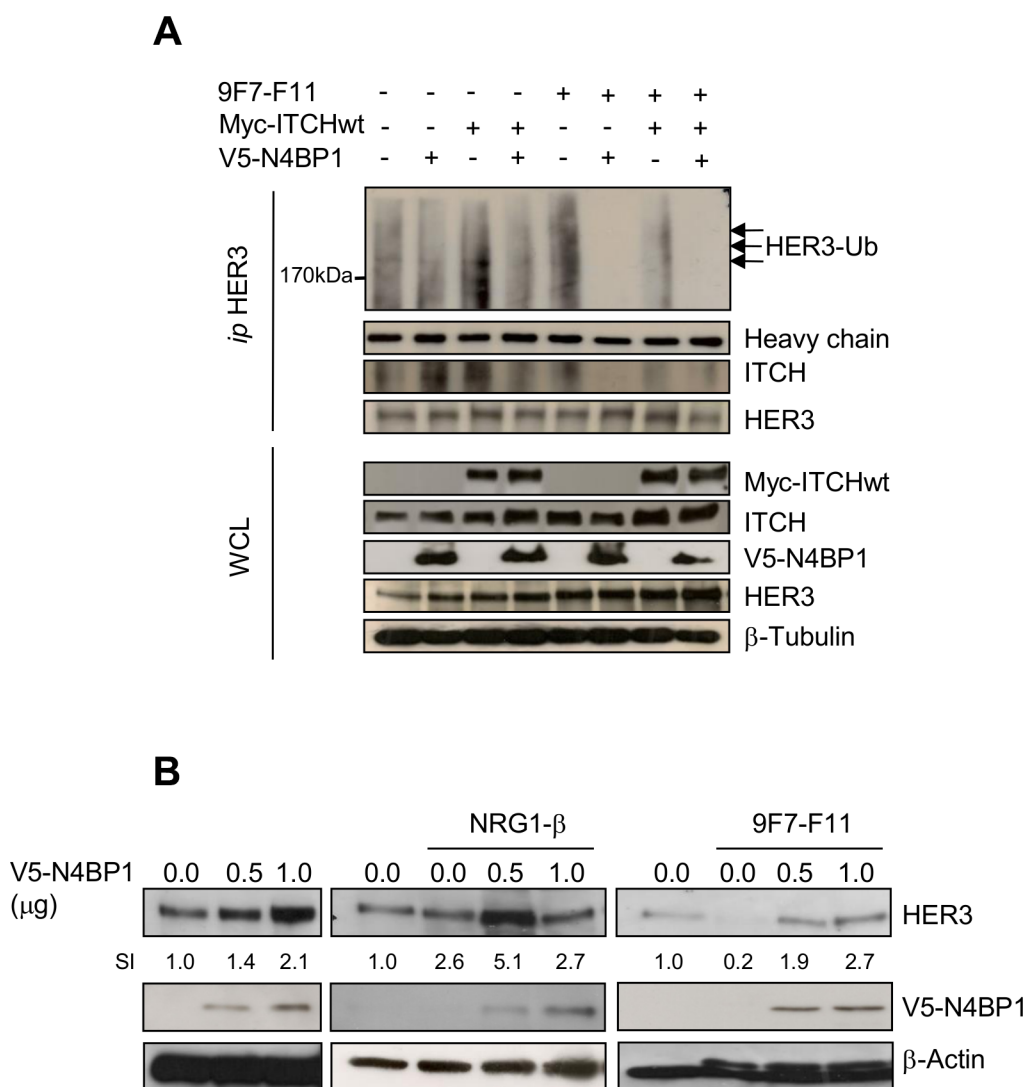 A
9F7-F11 - - - - + + + +
Myc-ITCHwt - - + + - - + +
V5-N4BP1 - + - + - + - +
ip HER3
170kDa
HER3-Ub
Heavy chain
ITCH
HER3
WCL
Myc-ITCHwt
ITCH
V5-N4BP1
HER3
β-Tubulin
B
NRG1-β 9F7-F11
V5-N4BP1 0.0 0.5 1.0 0.0 0.0 0.5 1.0 0.0 0.0 0.5 1.0
(μg)
HER3
SI 1.0 1.4 2.1 1.0 2.6 5.1 2.7 1.0 0.2 1.9 2.7
V5-N4BP1
β-Actin